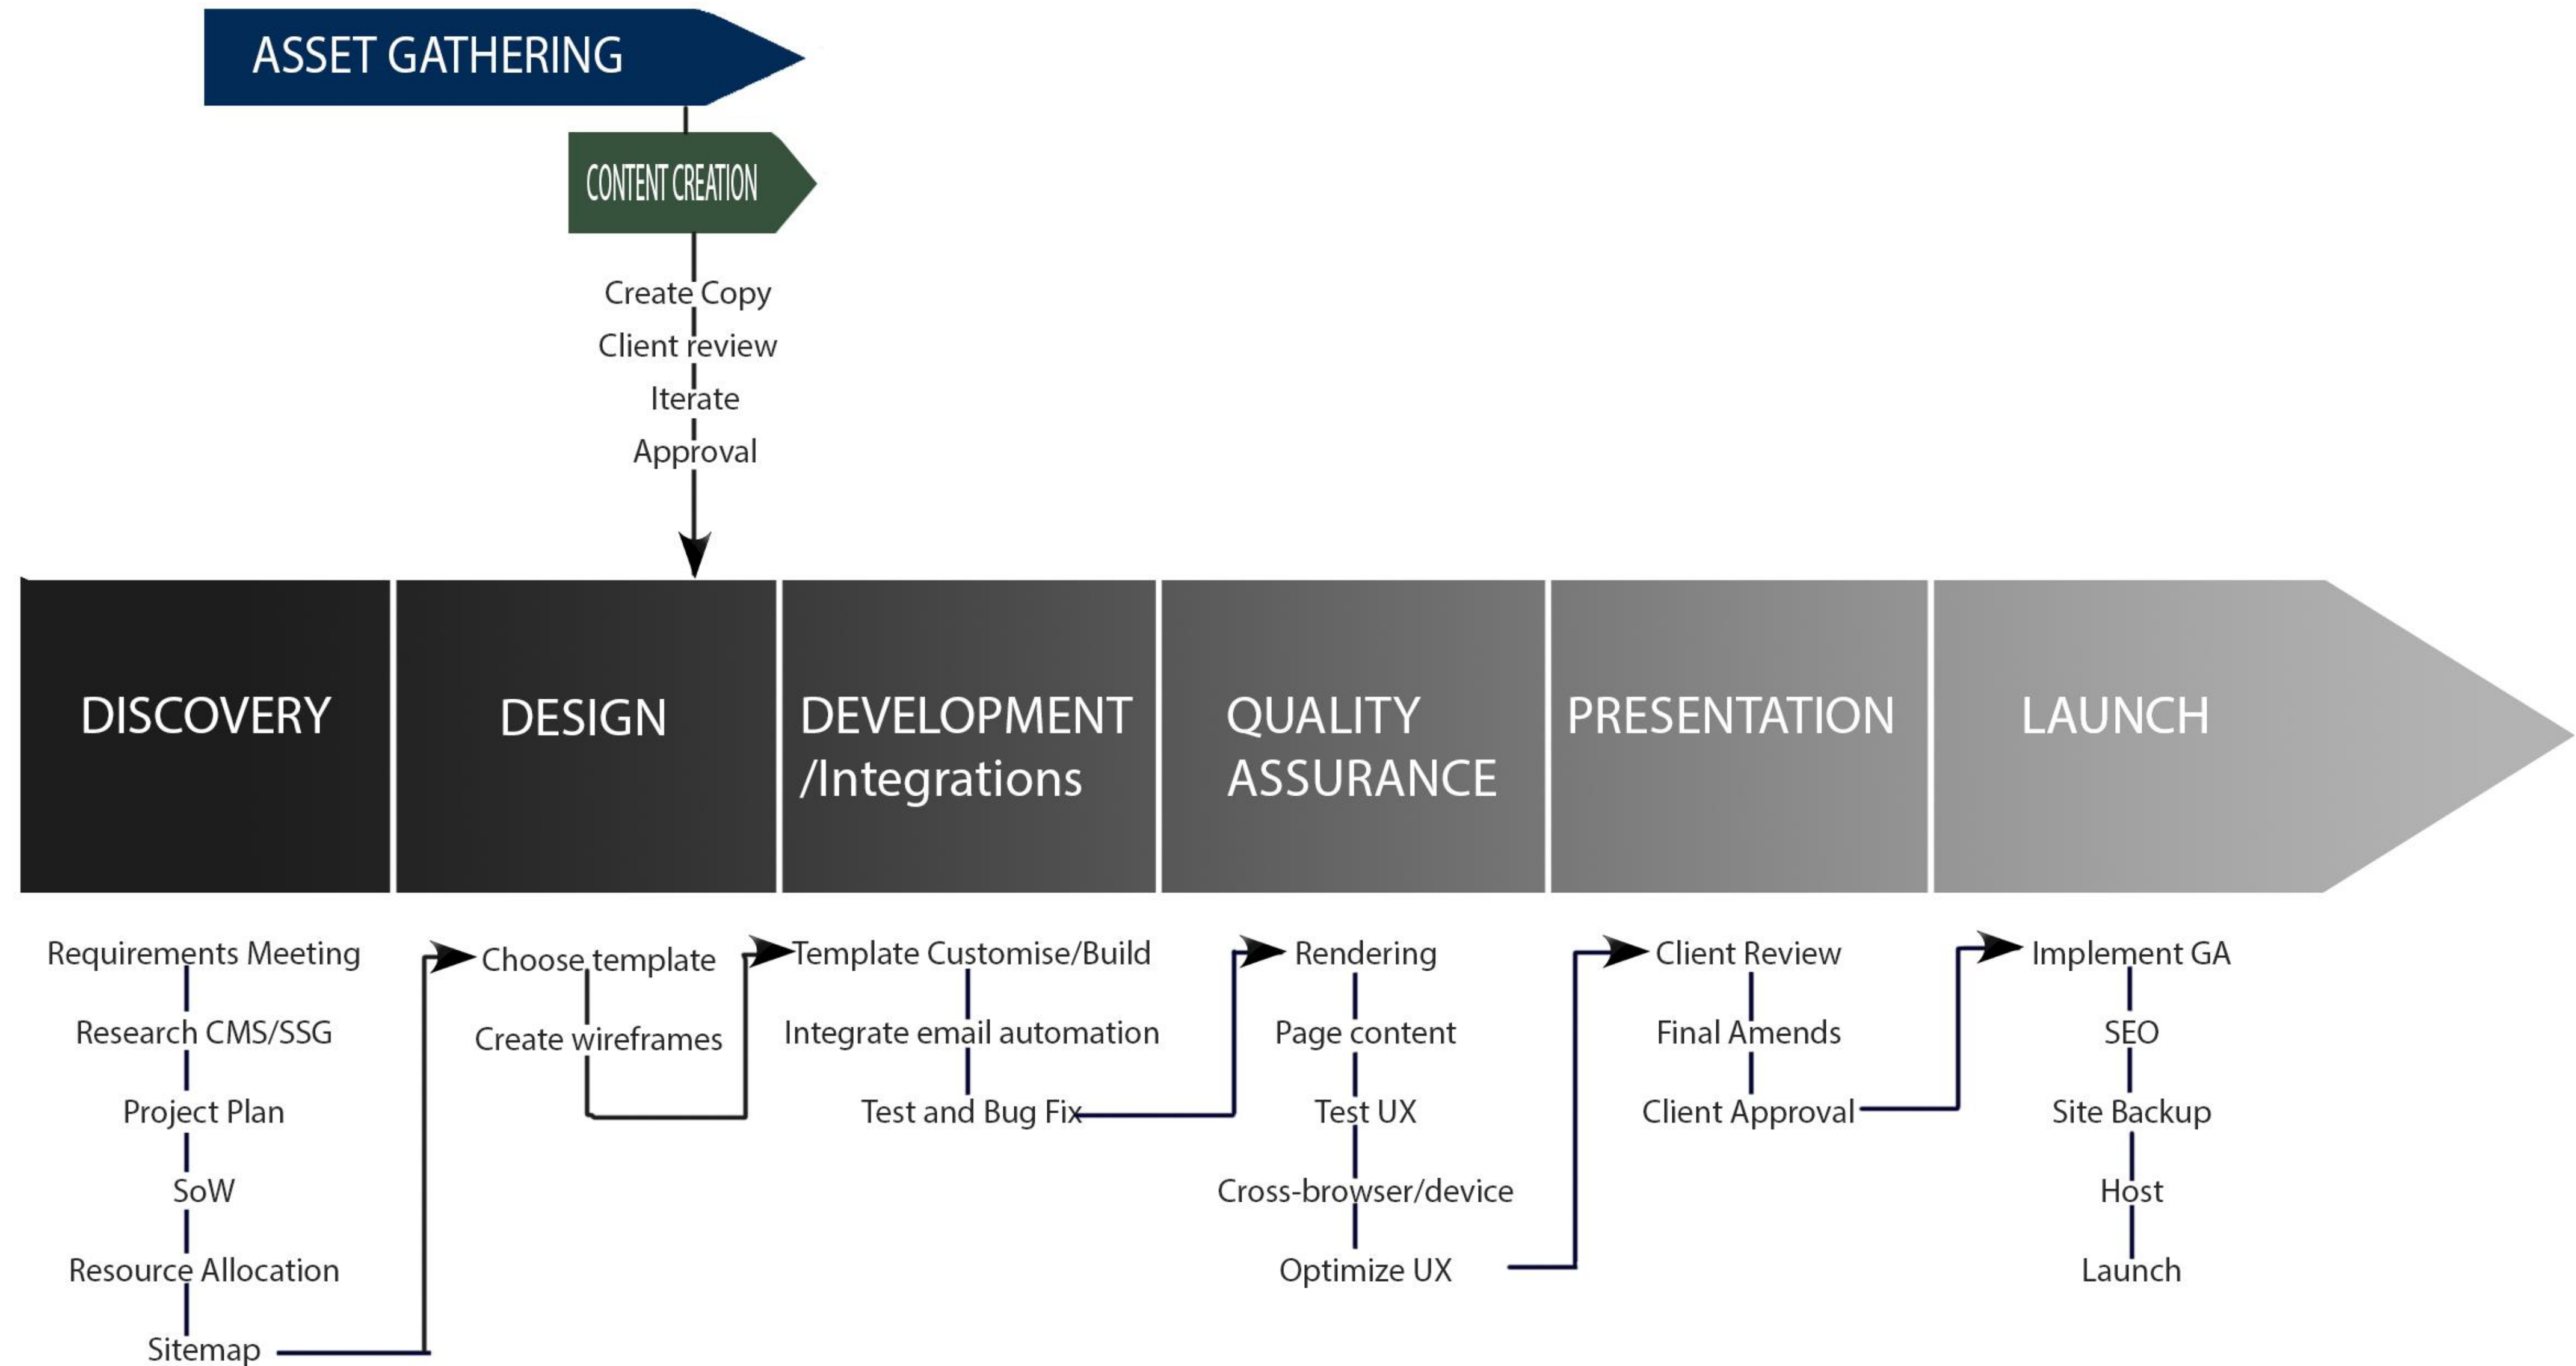 ASSET GATHERING
CONTENT CREATION
Create Copy
Client review
Iterate
Approval
DISCOVERY
DESIGN
DEVELOPMENT
/Integrations
QUALITY
ASSURANCE
PRESENTATION
LAUNCH
Requirements Meeting
Research CMS/SSG
Project Plan
SoW
Resource Allocation
Sitemap
Choose template
Create wireframes
Template Customise/Build
Integrate email automation
Test and Bug Fix
Rendering
Page content
Test UX
Cross-browser/device
Optimize UX
Client Review
Final Amends
Client Approval
Implement GA
SEO
Site Backup
Host
Launch